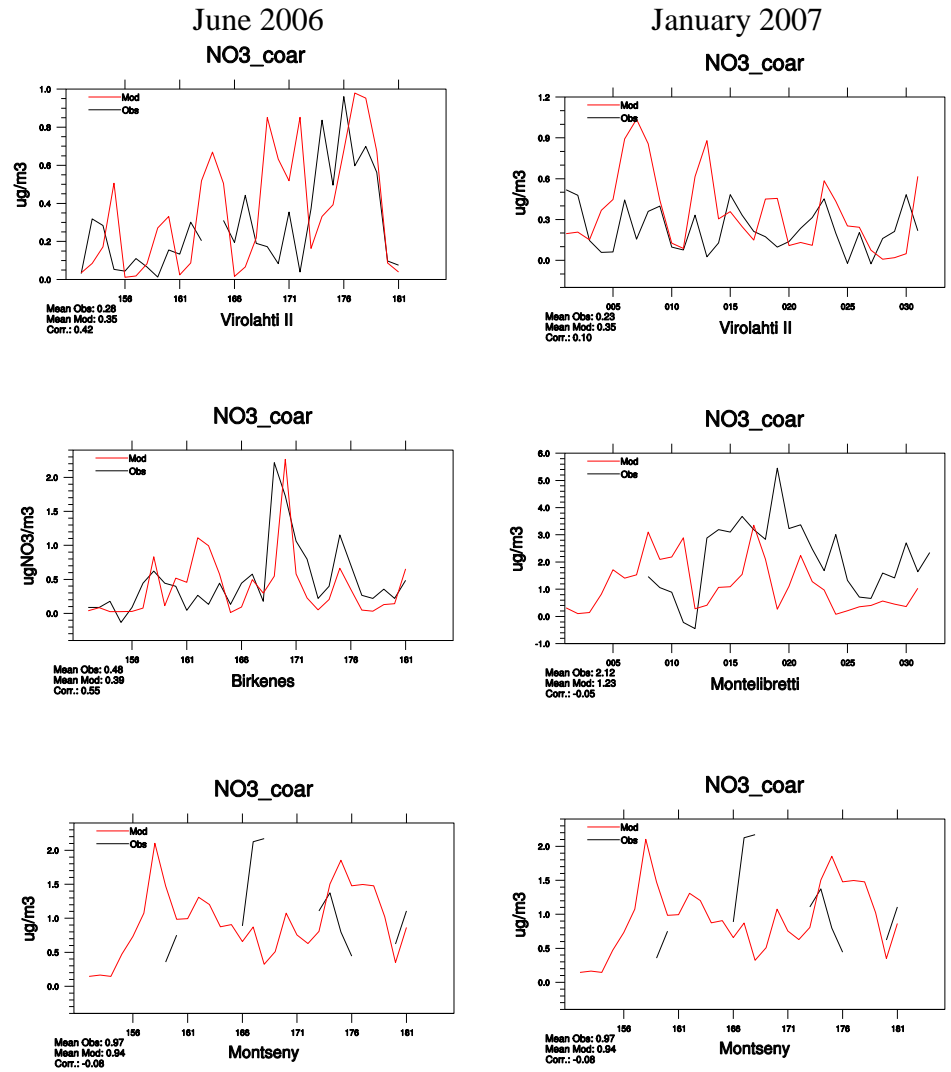 June 2006
January 2007
NO3_coar
Mod
Obs
1.0
0.8
0.6
0.4
0.2
0.0
ug/m3
156 161 166 171 176 181
Mean Obs: 0.28
Mean Mod: 0.35
Corr.: 0.42
Virolahti II
NO3_coar
Mod
Obs
1.2
0.9
0.6
0.3
0.0
ug/m3
005 010 015 020 025 030
Mean Obs: 0.23
Mean Mod: 0.35
Corr.: 0.10
Virolahti II
NO3_coar
Mod
Obs
2.0
1.5
1.0
0.5
0.0
ugNO3/m3
156 161 166 171 176 181
Mean Obs: 0.48
Mean Mod: 0.39
Corr.: 0.55
Birkenes
NO3_coar
Mod
Obs
6.0
5.0
4.0
3.0
2.0
1.0
0.0
-1.0
ug/m3
005 010 015 020 025 030
Mean Obs: 2.12
Mean Mod: 1.23
Corr.: -0.05
Montelibretti
NO3_coar
Mod
Obs
2.0
1.5
1.0
0.5
0.0
ug/m3
156 161 166 171 176 181
Mean Obs: 0.97
Mean Mod: 0.94
Corr.: -0.08
Montseny
NO3_coar
Mod
Obs
2.0
1.5
1.0
0.5
0.0
ug/m3
156 161 166 171 176 181
Mean Obs: 0.97
Mean Mod: 0.94
Corr.: -0.08
Montseny